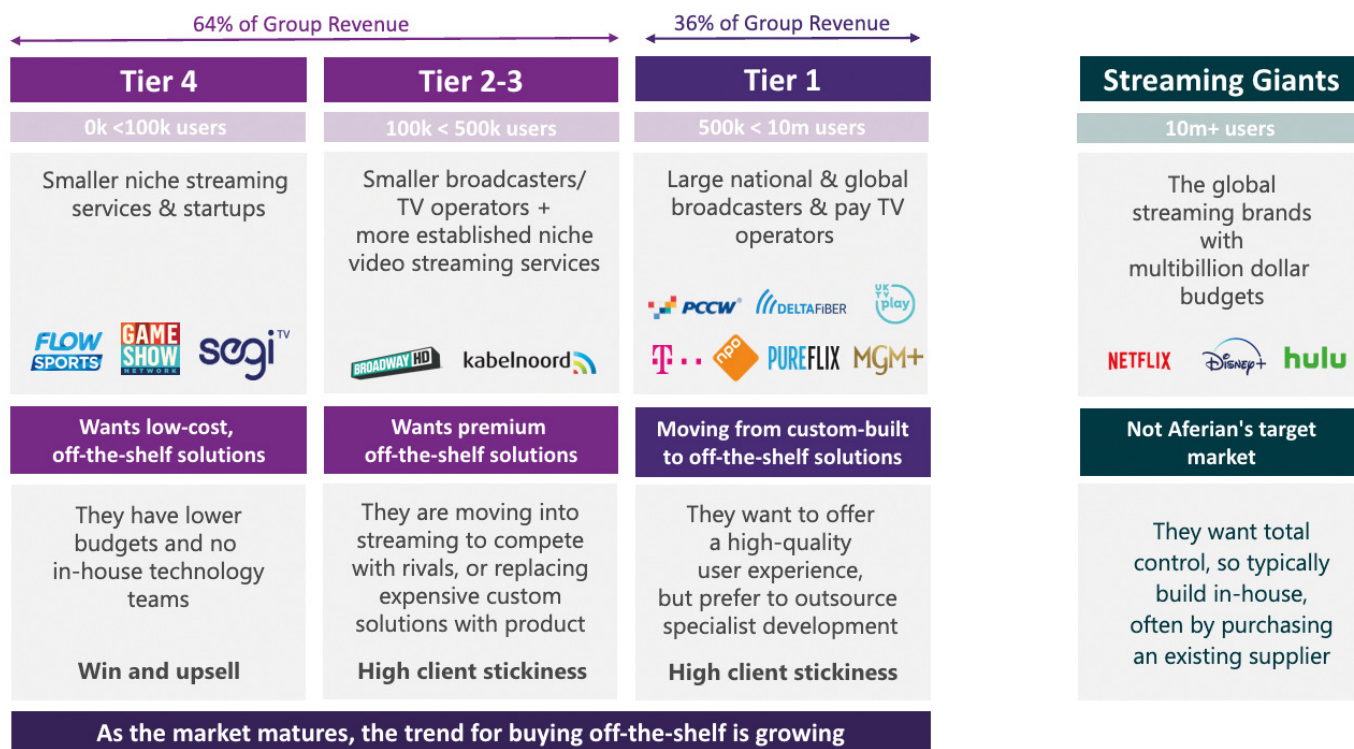 64% of Group Revenue
36% of Group Revenue
Tier 4
0k <100k users
Smaller niche streaming
services & startups
FLOW
SPORTS
GAME
SHOW
NETWORK
segi TV
Wants low-cost,
off-the-shelf solutions
They have lower
budgets and no
in-house technology
teams
Win and upsell
Tier 2-3
100k < 500k users
Smaller broadcasters/
TV operators +
more established niche
video streaming services
BROADWAY HD
kabelnoord
Wants premium
off-the-shelf solutions
They are moving into
streaming to compete
with rivals, or replacing
expensive custom
solutions with product
High client stickiness
Tier 1
500k < 10m users
Large national & global
broadcasters & pay TV
operators
PCCW®
DELTAFIBER
UK
TV
play
T
npo
PUREFLIX
MGM+
Moving from custom-built
to off-the-shelf solutions
They want to offer
a high-quality
user experience,
but prefer to outsource
specialist development
High client stickiness
As the market matures, the trend for buying off-the-shelf is growing
Streaming Giants
10m+ users
The global
streaming brands
with
multibillion dollar
budgets
NETFLIX
Disney+
hulu
Not Aferian's target
market
They want total
control, so typically
build in-house,
often by purchasing
an existing supplier